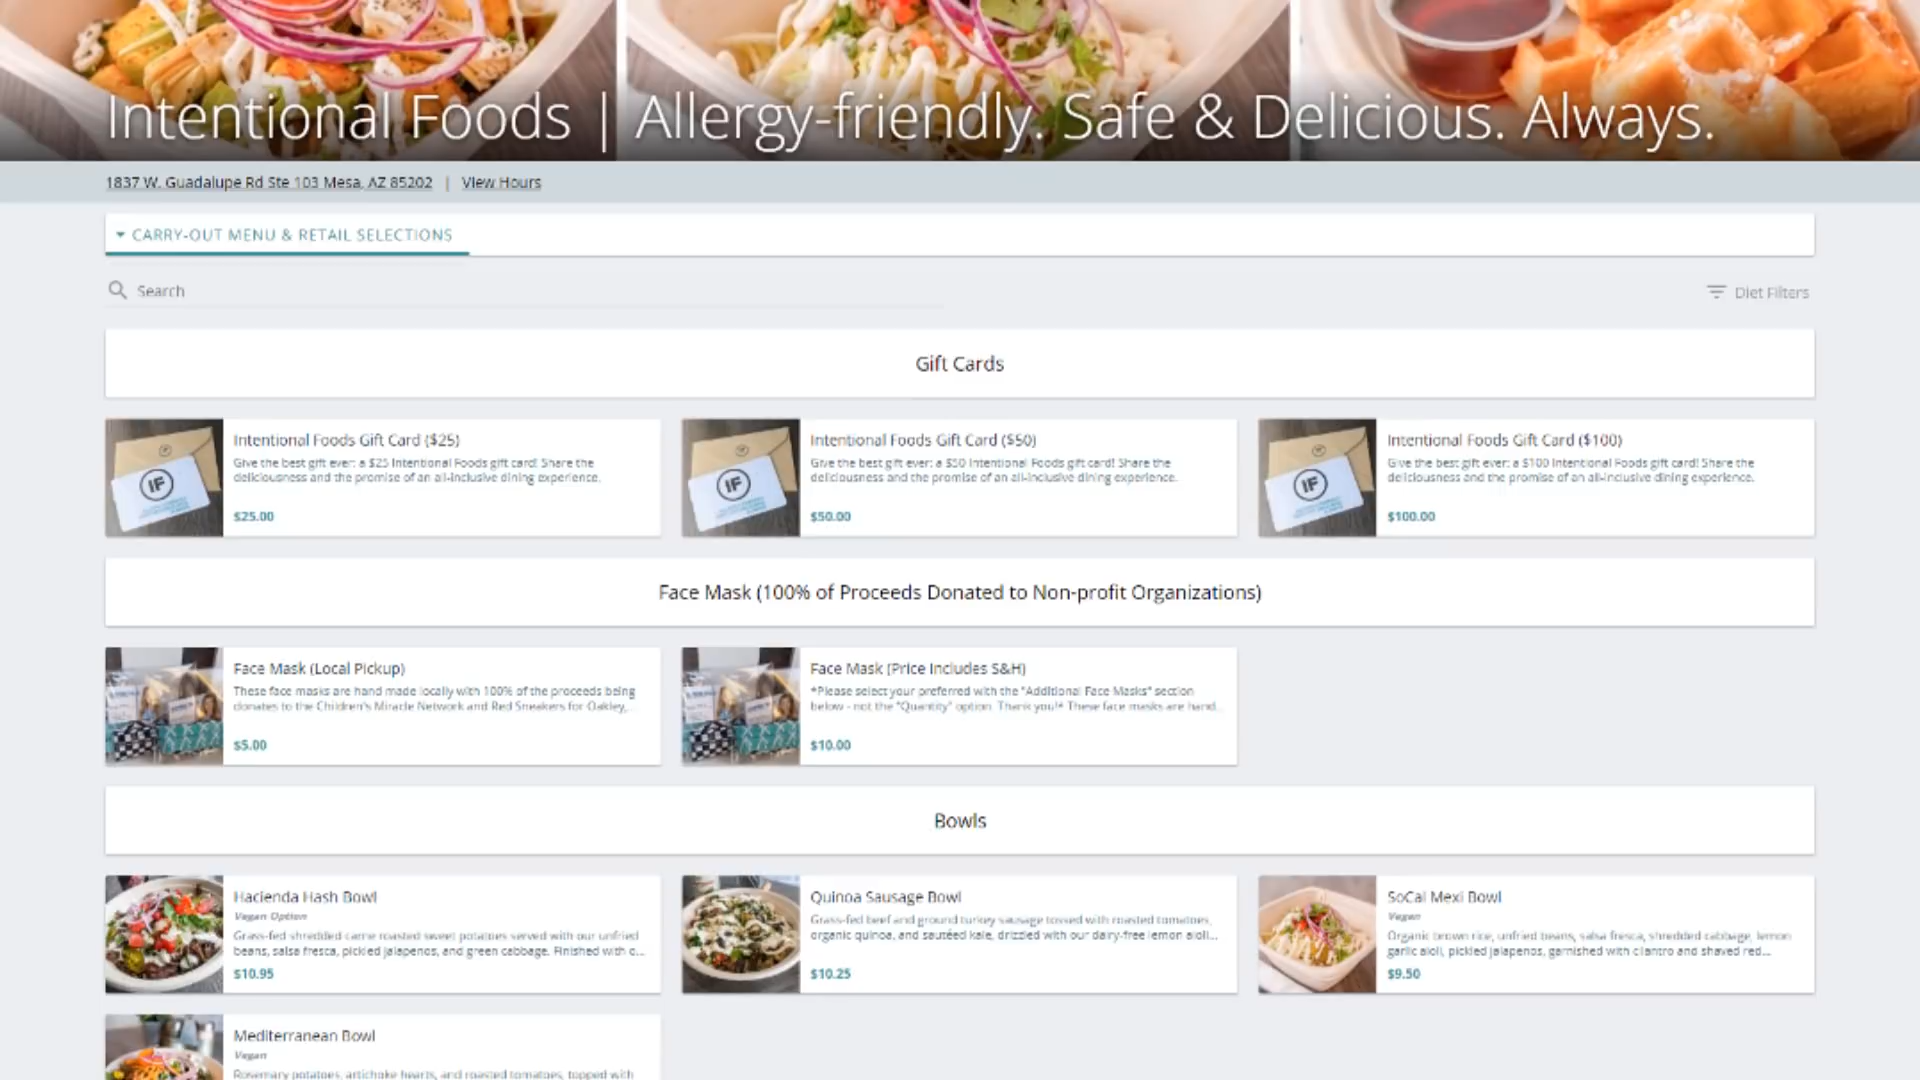 Intentional Foods | Allergy-friendly. Safe & Delicious. Always.
1837 W. Guadalupe Rd Ste 103 Mesa, AZ 85202 | View Hours
CARRY-OUT MENU & RETAIL SELECTIONS
Search
Diet Filters
Gift Cards
Intentional Foods Gift Card ($25)
Give the best gift ever: a $25 Intentional Foods gift card! Share the
deliciousness and the promise of an all-inclusive dining experience.
$25.00
IF
Intentional Foods Gift Card ($50)
Give the best gift ever: a $50 Intentional Foods gift card! Share the
deliciousness and the promise of an all-inclusive dining experience.
$50.00
IF
Intentional Foods Gift Card ($100)
Give the best gift ever: a $100 Intentional Foods gift card! Share the
deliciousness and the promise of an all-inclusive dining experience.
$100.00
IF
Face Mask (100% of Proceeds Donated to Non-profit Organizations)
Face Mask (Local Pickup)
These face masks are hand made locally with 100% of the proceeds being
donates to the Children's Miracle Network and Red Sneakers for Oakley,...
$5.00
Face Mask (Price Includes S&H)
*Please select your preferred with the "Additional Face Masks" section
below - not the "Quantity" option. Thank you!* These face masks are hand...
$10.00
Bowls
Hacienda Hash Bowl
Vegan Option
Grass-fed shredded carne roasted sweet potatoes served with our unfried
beans, salsa fresca, pickled jalapenos, and green cabbage. Finished with c...
$10.95
Quinoa Sausage Bowl
Grass-fed beef and ground turkey sausage tossed with roasted tomatoes,
organic quinoa, and sautéed kale, drizzled with our dairy-free lemon aioli...
$10.25
SoCal Mexi Bowl
Vegan
Organic brown rice, unfried beans, salsa fresca, shredded cabbage, lemon
garlic aioli, pickled jalapenos, garnished with cilantro and shaved red...
$9.50
Mediterranean Bowl
Vegan
Rosemary potatoes, artichoke hearts, and roasted tomatoes, topped with